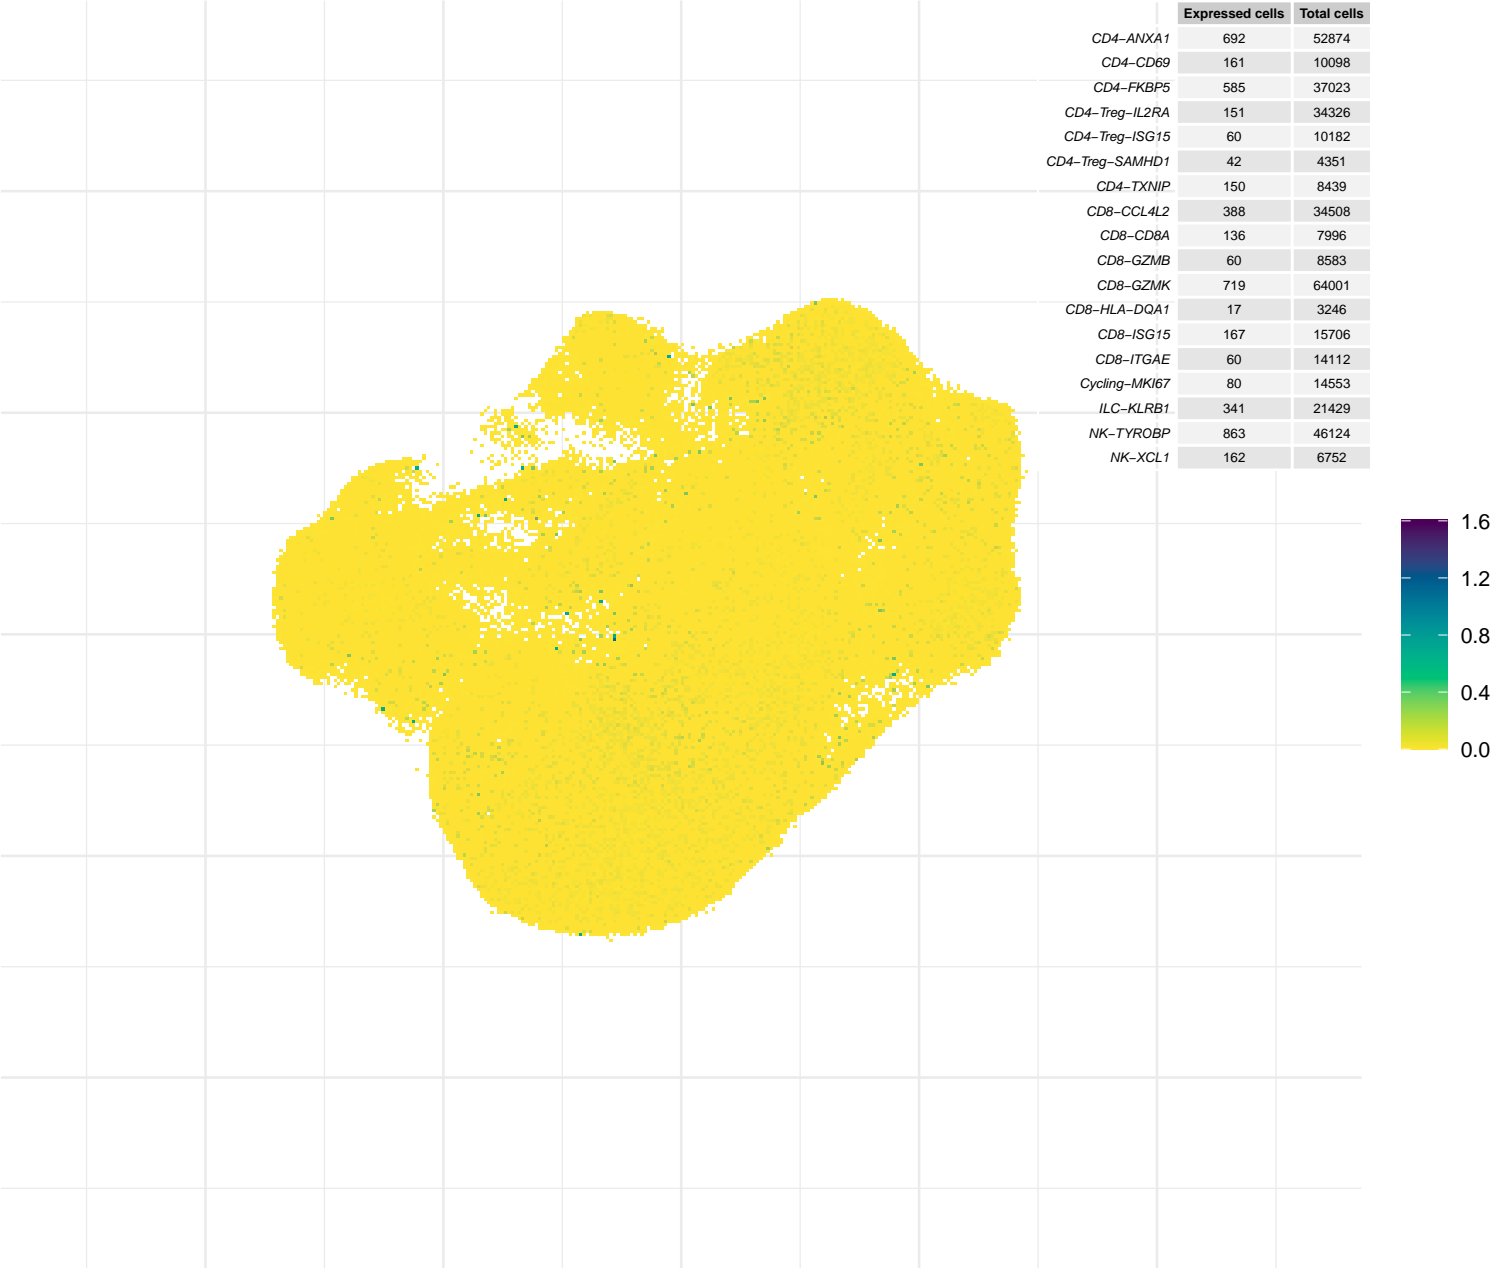 Expressed cells Total cells
CD4−ANXA1 692 52874
CD4−CD69 161 10098
CD4−FKBP5 585 37023
CD4−Treg−IL2RA 151 34326
CD4−Treg−ISG15 60 10182
CD4−Treg−SAMHD1 42 4351
CD4−TXNIP 150 8439
CD8−CCL4L2 388 34508
CD8−CD8A 136 7996
CD8−GZMB 60 8583
CD8−GZMK 719 64001
CD8−HLA−DQA1 17 3246
CD8−ISG15 167 15706
CD8−ITGAE 60 14112
Cycling−MKI67 80 14553
ILC−KLRB1 341 21429
NK−TYROBP 863 46124
NK−XCL1 162 6752
1.6
1.2
0.8
0.4
0.0